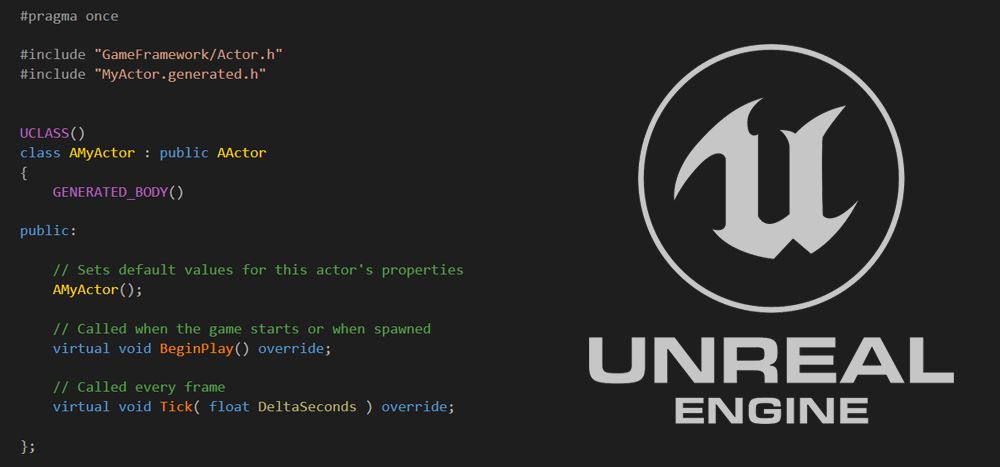 #pragma once
#include "GameFramework/Actor.h"
#include "MyActor.generated.h"
UCLASS()
class AMyActor : public AActor
{
GENERATED_BODY()
public:
// Sets default values for this actor's properties
AMyActor();
// Called when the game starts or when spawned
virtual void BeginPlay() override;
// Called every frame
virtual void Tick( float DeltaSeconds ) override;
};
UNREAL
ENGINE